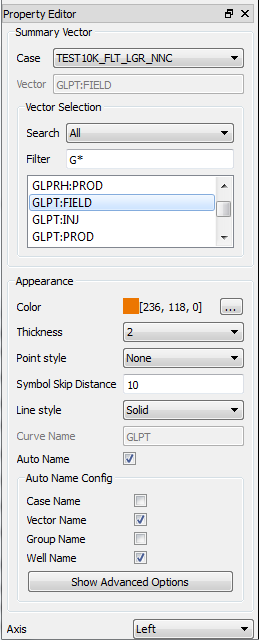 Property Editor
Summary Vector
Case TEST10K_FLT_LGR_NNC
Vector GLPT:FIELD
Vector Selection
Search All
Filter G*
GLPRH:PROD
GLPT:FIELD
GLPT:INJ
GLPT:PROD
Appearance
Color [236, 118, 0] ...
Thickness 2
Point style None
Symbol Skip Distance 10
Line style Solid
Curve Name GLPT
Auto Name
Auto Name Config
Case Name
Vector Name
Group Name
Well Name
Show Advanced Options
Axis Left